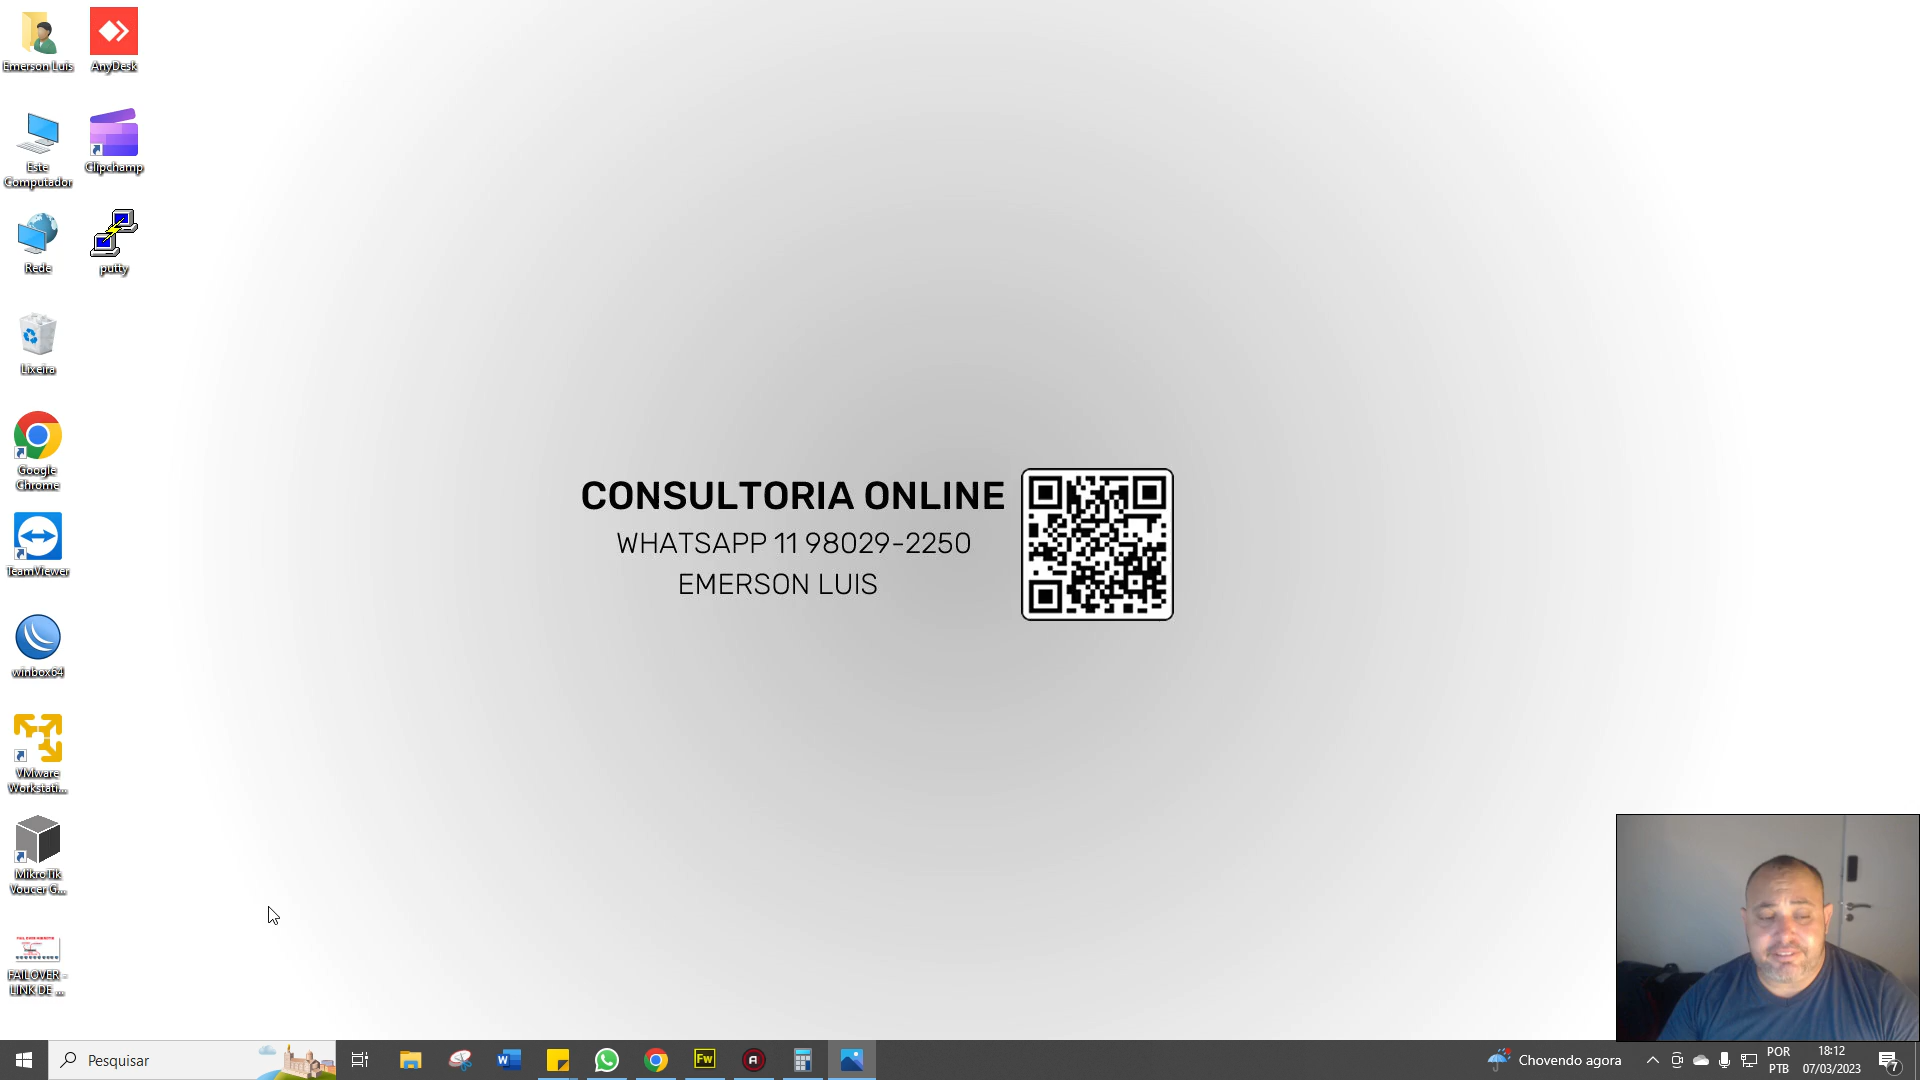 Emerson Luis
AnyDesk
Este
Computador
Clipchamp
Rede
putty
Lixeira
Google
Chrome
TeamViewer
winbox64
VMware
Workstati...
MikroTik
Voucer G...
FAILOVER -
LINK DE ...
CONSULTORIA ONLINE
WHATSAPP 11 98029-2250
EMERSON LUIS
Pesquisar
Fw
Chovendo agora
POR
PTB
18:12
07/03/2023
7